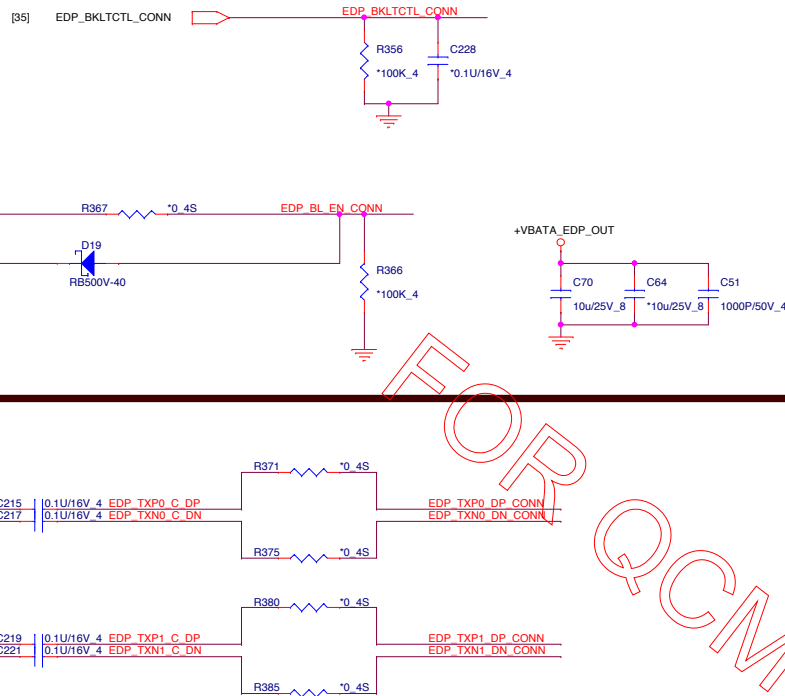 [35] EDP_BKLTCTL_CONN EDP_BKLTCTL_CONN
R356 C228
*100K_4 *0.1U/16V_4
R367 *0_4S EDP_BL_EN_CONN
D19
RB500V-40
R366
*100K_4
+VBATA_EDP_OUT
C70 C64 C51
10u/25V_8 *10u/25V_8 1000P/50V_4
FOR QCM
R371 *0_4S
C215 0.1U/16V_4 EDP_TXP0_C_DP EDP_TXP0_DP_CONN
C217 0.1U/16V_4 EDP_TXN0_C_DN EDP_TXN0_DN_CONN
R375 *0_4S
R380 *0_4S
C219 0.1U/16V_4 EDP_TXP1_C_DP EDP_TXP1_DP_CONN
C221 0.1U/16V_4 EDP_TXN1_C_DN EDP_TXN1_DN_CONN
R385 *0_4S